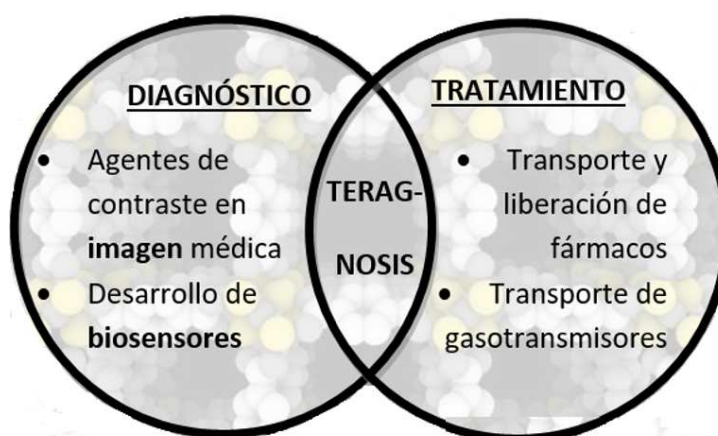 DIAGNÓSTICO
• Agentes de
contraste en
imagen médica
• Desarrollo de
biosensores
TERAG-
NOSIS
TRATAMIENTO
• Transporte y
liberación de
fármacos
• Transporte de
gasotransmisores